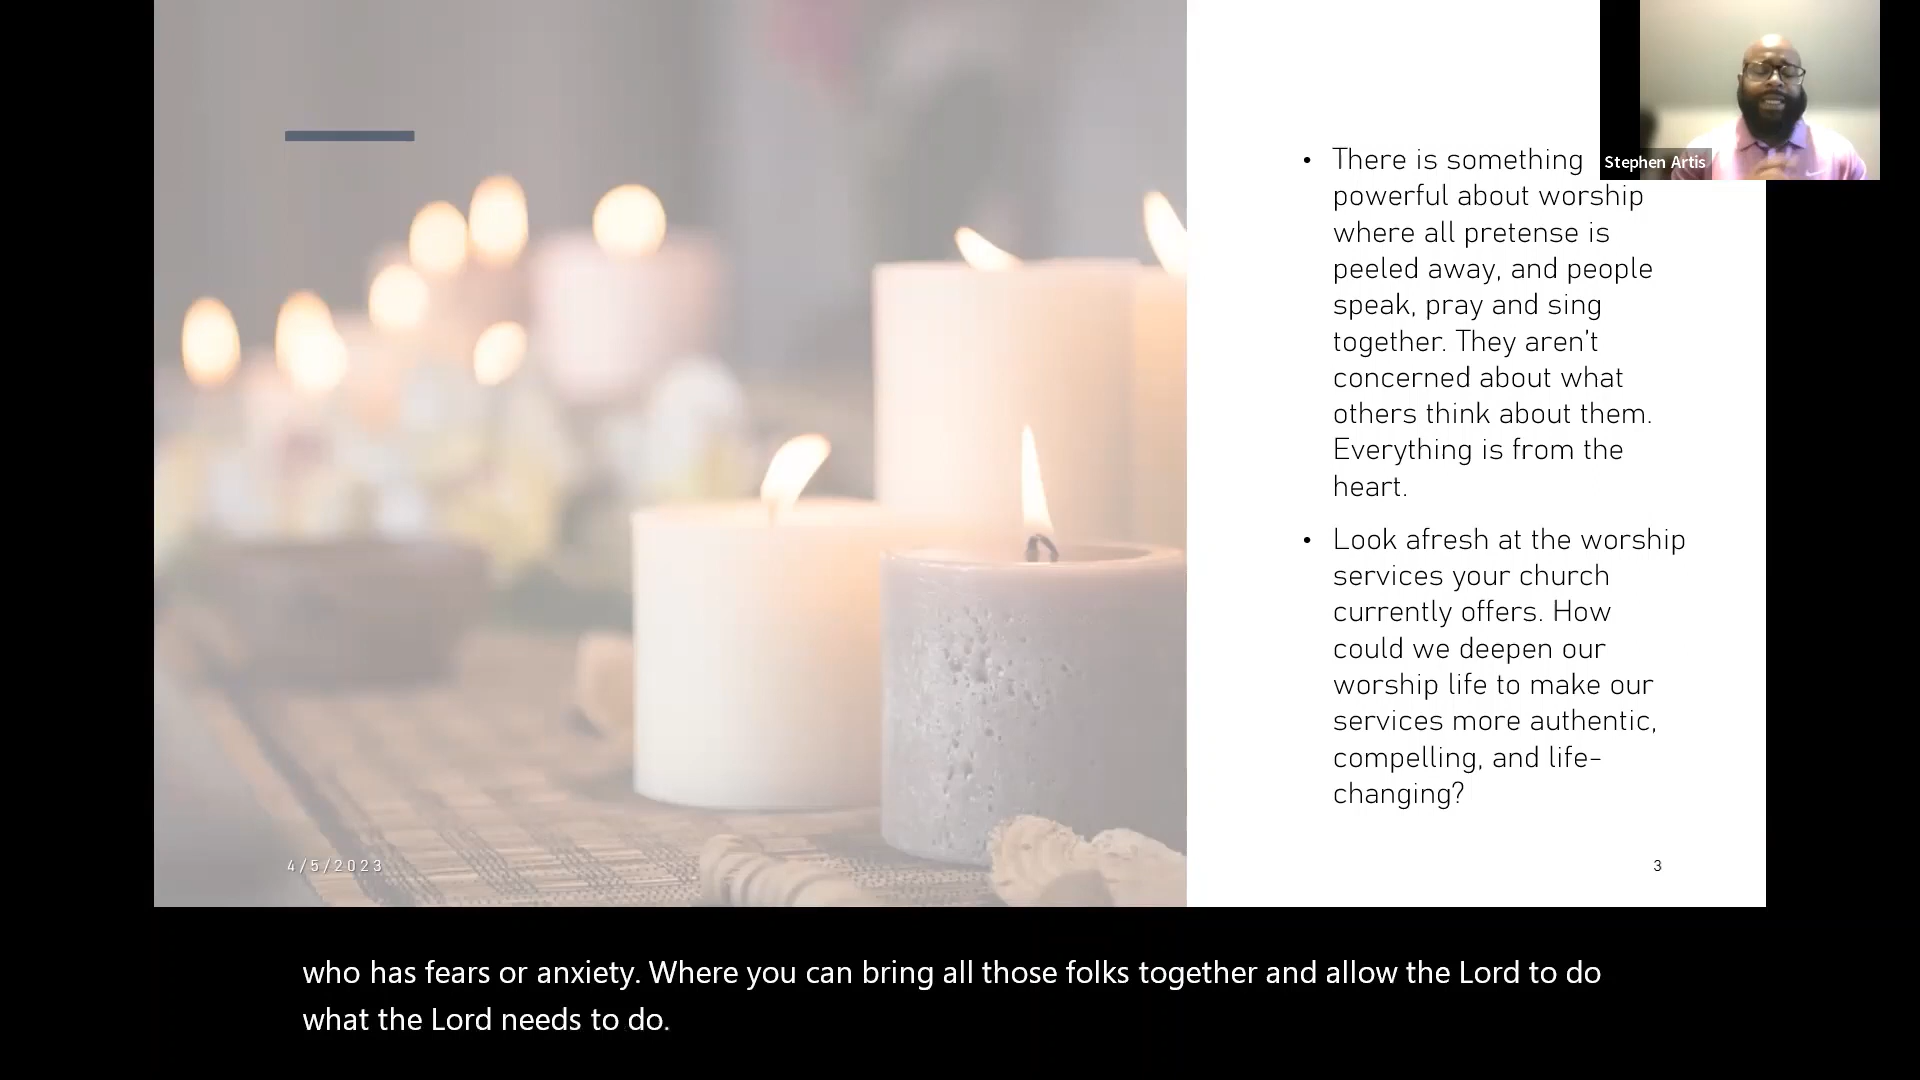 Stephen Artis
• There is something
powerful about worship
where all pretense is
peeled away, and people
speak, pray and sing
together. They aren’t
concerned about what
others think about them.
Everything is from the
heart.
• Look afresh at the worship
services your church
currently offers. How
could we deepen our
worship life to make our
services more authentic,
compelling, and life-
changing?
4/5/2023
3
who has fears or anxiety. Where you can bring all those folks together and allow the Lord to do
what the Lord needs to do.